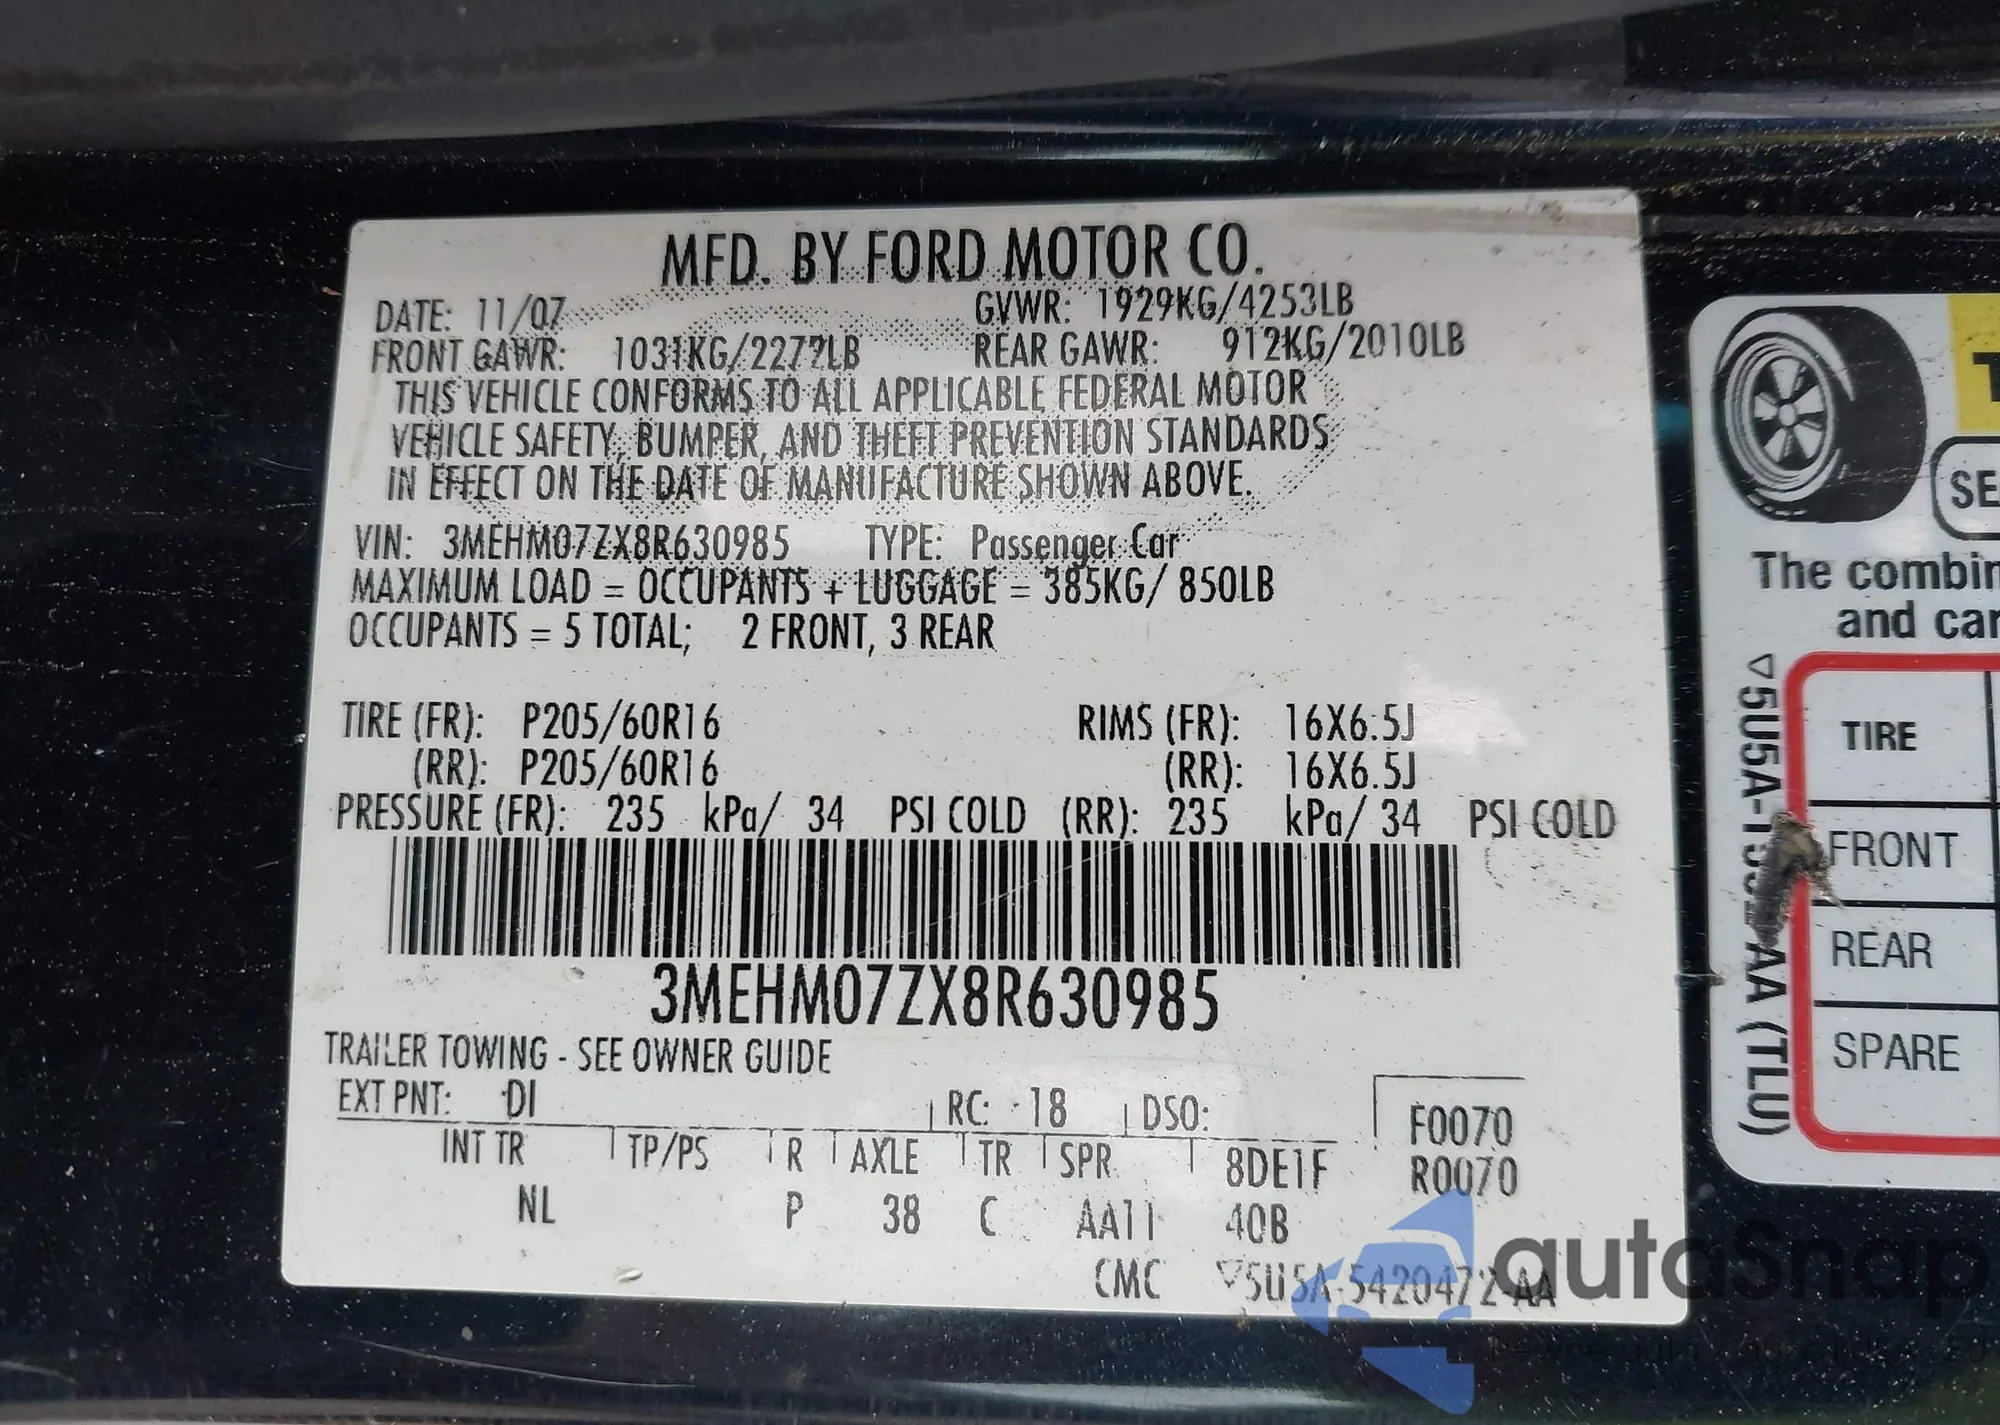 MFD. BY FORD MOTOR CO.
DATE: 11/07 GVWR: 1929KG/4253LB
FRONT GAWR: 1031KG/2272LB REAR GAWR: 912KG/2010LB
THIS VEHICLE CONFORMS TO ALL APPLICABLE FEDERAL MOTOR
VEHICLE SAFETY, BUMPER, AND THEFT PREVENTION STANDARDS
IN EFFECT ON THE DATE OF MANUFACTURE SHOWN ABOVE.
VIN: 3MEHM07ZX8R630985 TYPE: Passenger Car
MAXIMUM LOAD = OCCUPANTS + LUGGAGE = 385KG/ 850LB
OCCUPANTS = 5 TOTAL; 2 FRONT, 3 REAR
TIRE (FR): P205/60R16 RIMS (FR): 16X6.5J
(RR): P205/60R16 (RR): 16X6.5J
PRESSURE (FR): 235 kPa/ 34 PSI COLD (RR): 235 kPa/ 34 PSI COLD
3MEHM07ZX8R630985
TRAILER TOWING - SEE OWNER GUIDE
EXT PNT: DI RC: 18 DSO: F0070
INT TR TP/PS R AXLE TR SPR 8DE1F R0070
NL P 38 C AA11 40B
CMC ▽5U5A-5420472-AA
T
SE
The combin
and car
TIRE
FRONT
REAR
SPARE
AA (TLU)
autaSnap